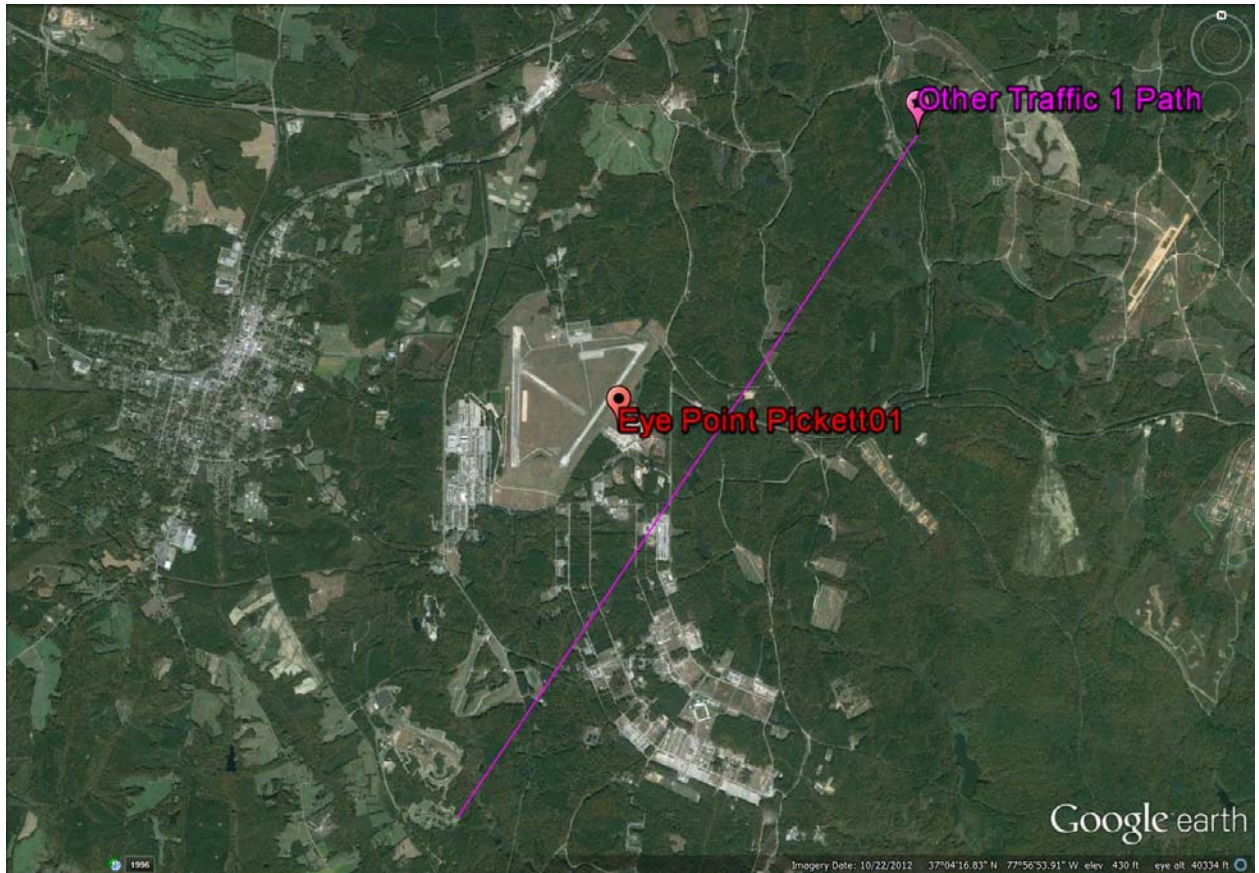 N
Other Traffic 1 Path
Eye Point Pickett01
Google earth
1996
Imagery Date: 10/22/2012 37°04'16.83" N 77°56'53.91" W elev 430 ft eye alt 40334 ft